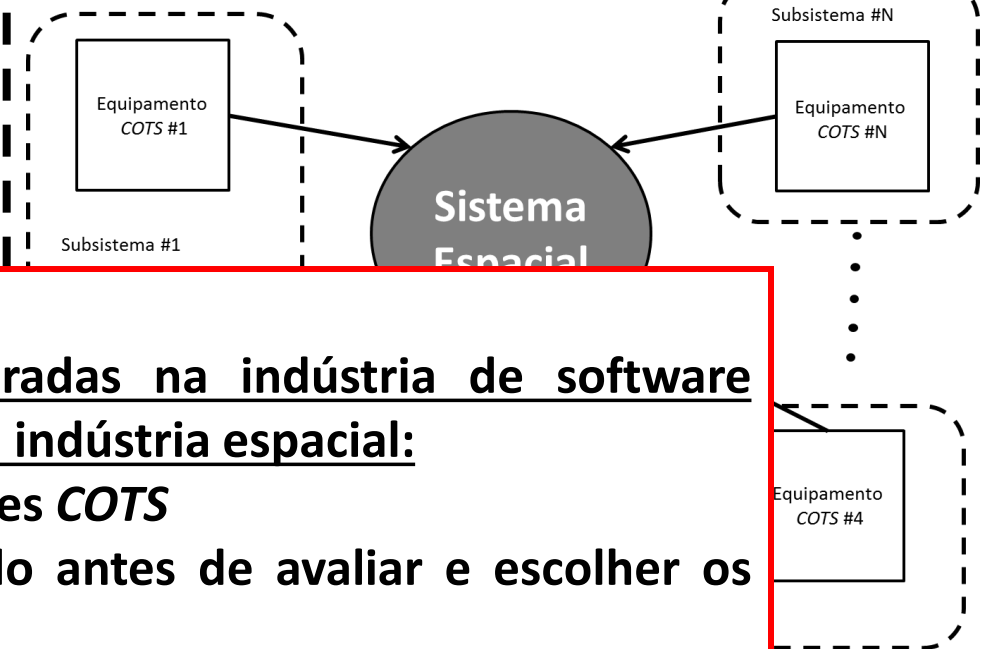 Subsistema #N
Equipamento
COTS #1
Equipamento
COTS #N
Sistema
Espacial
Subsistema #1
radas na indústria de software
indústria espacial:
es COTS
o antes de avaliar e escolher os
Equipamento
COTS #4